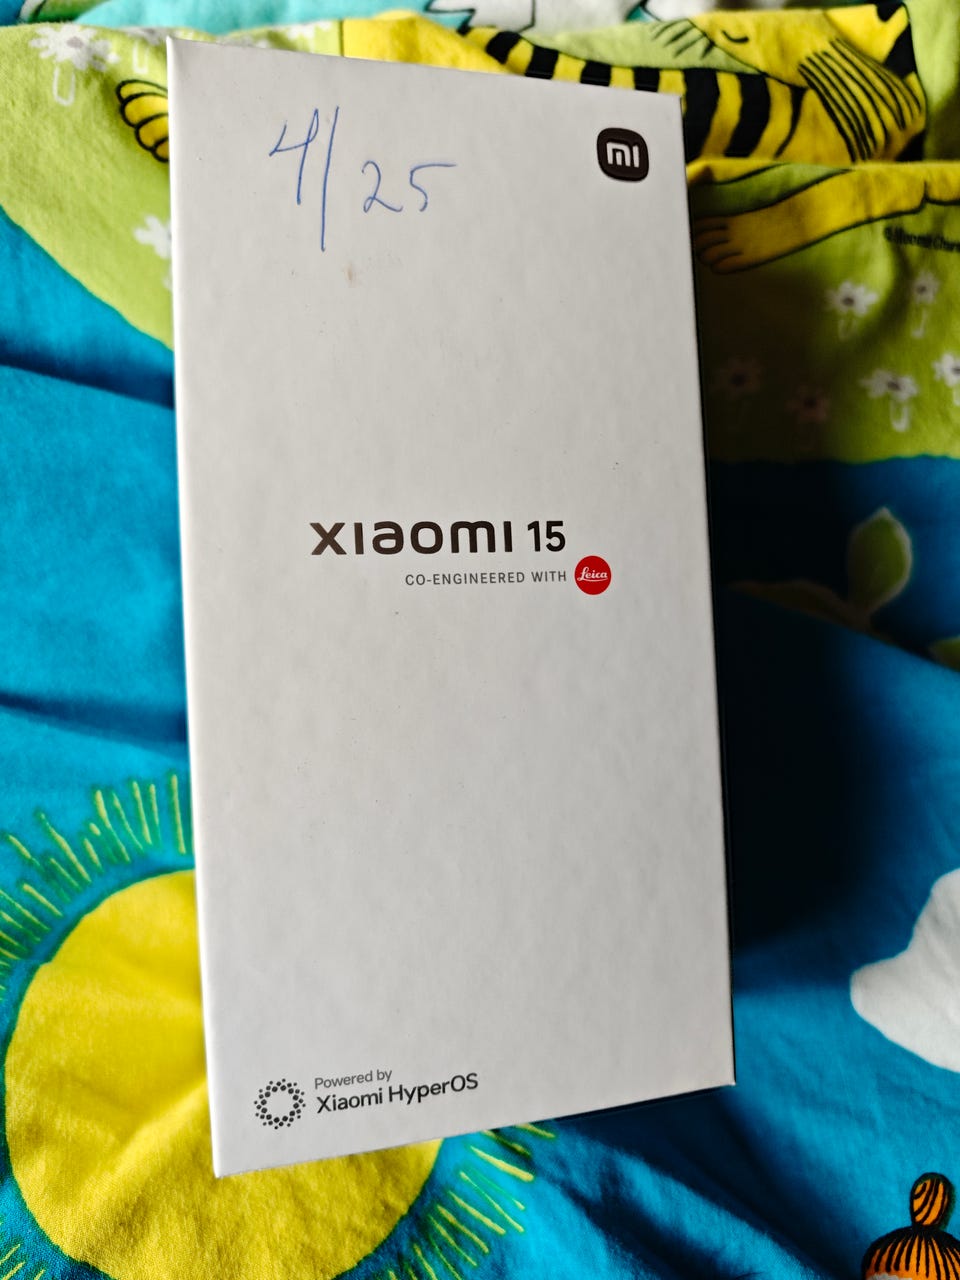 4/25
mi
xiaomi 15
CO-ENGINEERED WITH Leica
Powered by
Xiaomi HyperOS